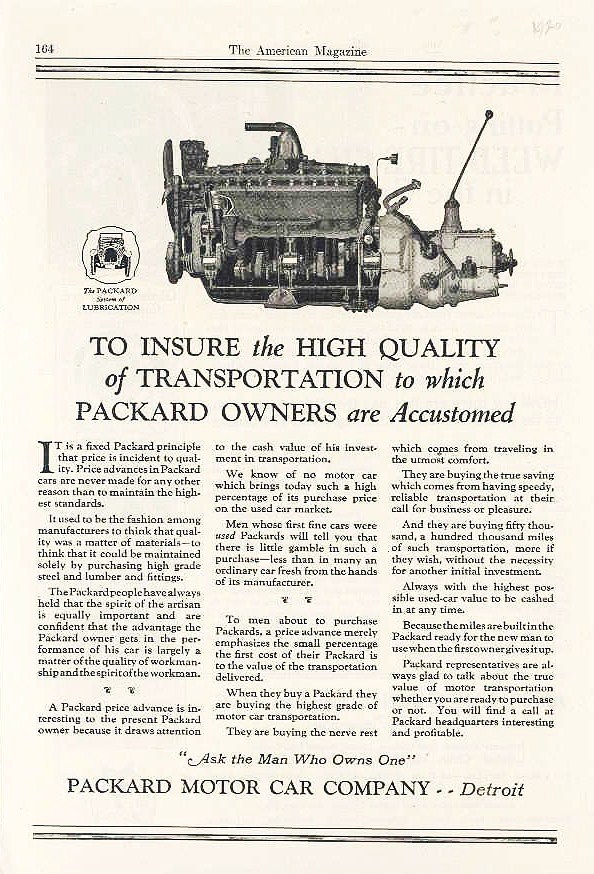 1920
164
The American Magazine
The PACKARD
System of
LUBRICATION
TO INSURE the HIGH QUALITY
of TRANSPORTATION to which
PACKARD OWNERS are Accustomed
IT is a fixed Packard principle
that price is incident to qual-
ity. Price advances in Packard
cars are never made for any other
reason than to maintain the high-
est standards.
It used to be the fashion among
manufacturers to think that qual-
ity was a matter of materials—to
think that it could be maintained
solely by purchasing high grade
steel and lumber and fittings.
The Packard people have always
held that the spirit of the artisan
is equally important and are
confident that the advantage the
Packard owner gets in the per-
formance of his car is largely a
matter of the quality of workman-
ship and the spirit of the workman.
A Packard price advance is in-
teresting to the present Packard
owner because it draws attention
to the cash value of his invest-
ment in transportation.
We know of no motor car
which brings today such a high
percentage of its purchase price
on the used car market.
Men whose first fine cars were
used Packards will tell you that
there is little gamble in such a
purchase—less than in many an
ordinary car fresh from the hands
of its manufacturer.
To men about to purchase
Packards, a price advance merely
emphasizes the small percentage
the first cost of their Packard is
to the value of the transportation
delivered.
When they buy a Packard they
are buying the highest grade of
motor car transportation.
They are buying the nerve rest
which comes from traveling in
the utmost comfort.
They are buying the true saving
which comes from having speedy,
reliable transportation at their
call for business or pleasure.
And they are buying fifty thou-
sand, a hundred thousand miles
of such transportation, more if
they wish, without the necessity
for another initial investment.
Always with the highest pos-
sible used-car value to be cashed
in at any time.
Because the miles are built in the
Packard ready for the new man to
use when the first owner gives it up.
Packard representatives are al-
ways glad to talk about the true
value of motor transportation
whether you are ready to purchase
or not. You will find a call at
Packard headquarters interesting
and profitable.
"Ask the Man Who Owns One"
PACKARD MOTOR CAR COMPANY - - Detroit